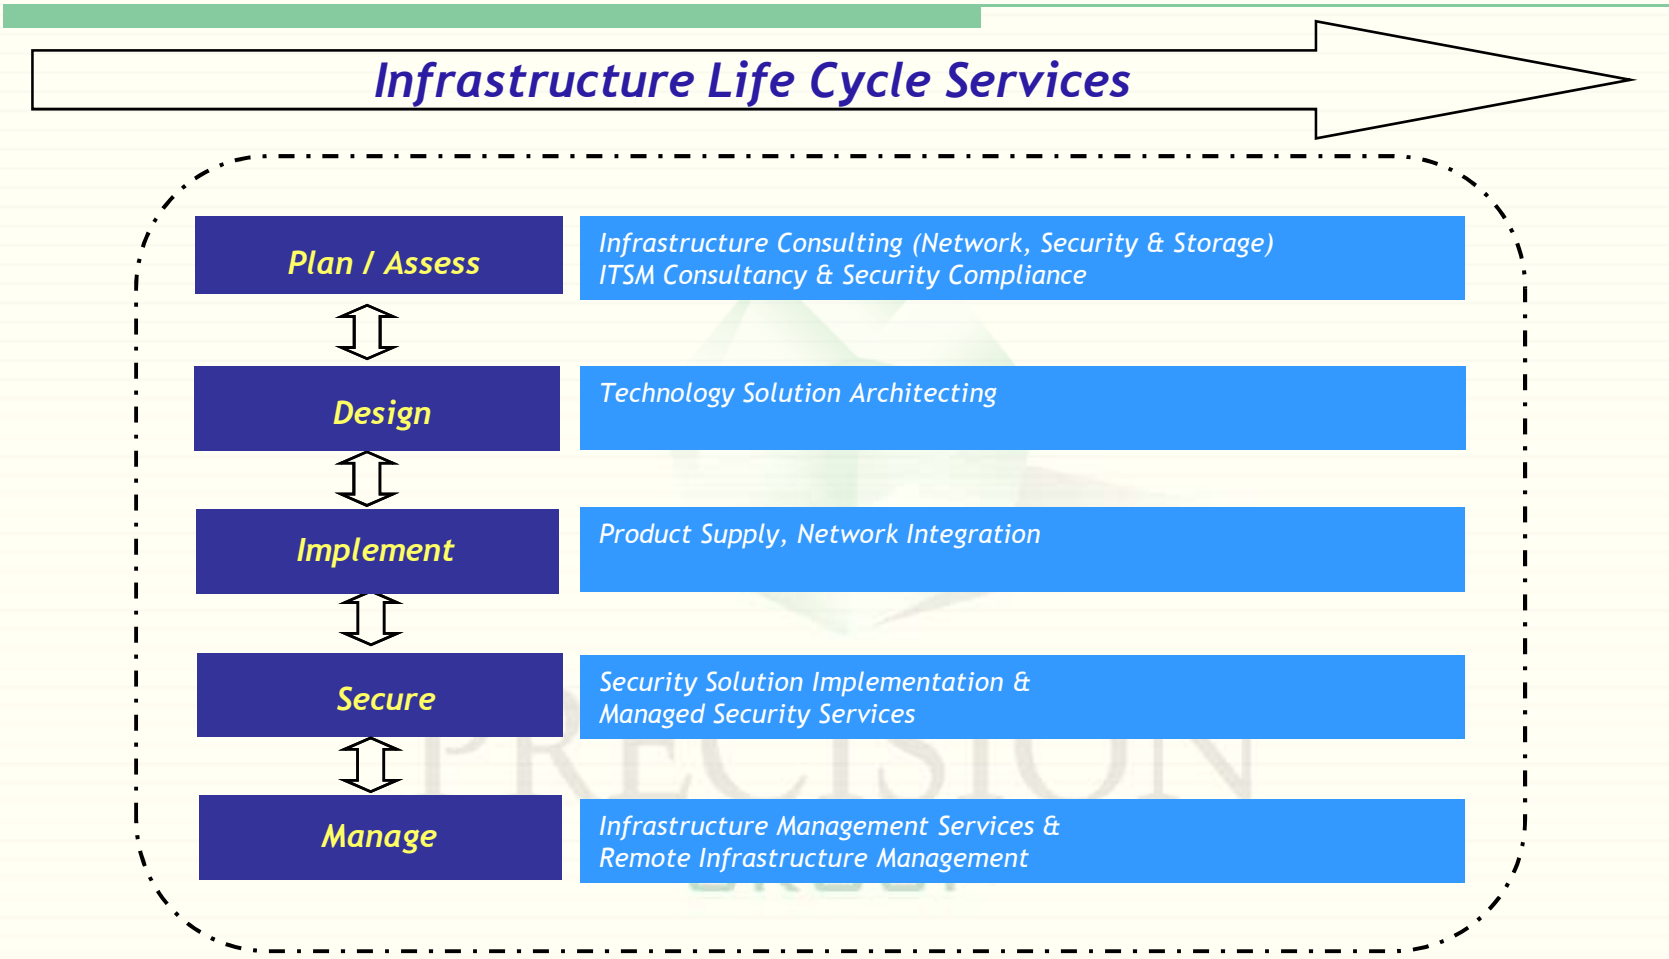 Infrastructure Life Cycle Services
Plan / Assess
Infrastructure Consulting (Network, Security & Storage)
ITSM Consultancy & Security Compliance
Design
Technology Solution Architecting
Implement
Product Supply, Network Integration
Secure
Security Solution Implementation &
Managed Security Services
PRECISION
Manage
Infrastructure Management Services &
Remote Infrastructure Management